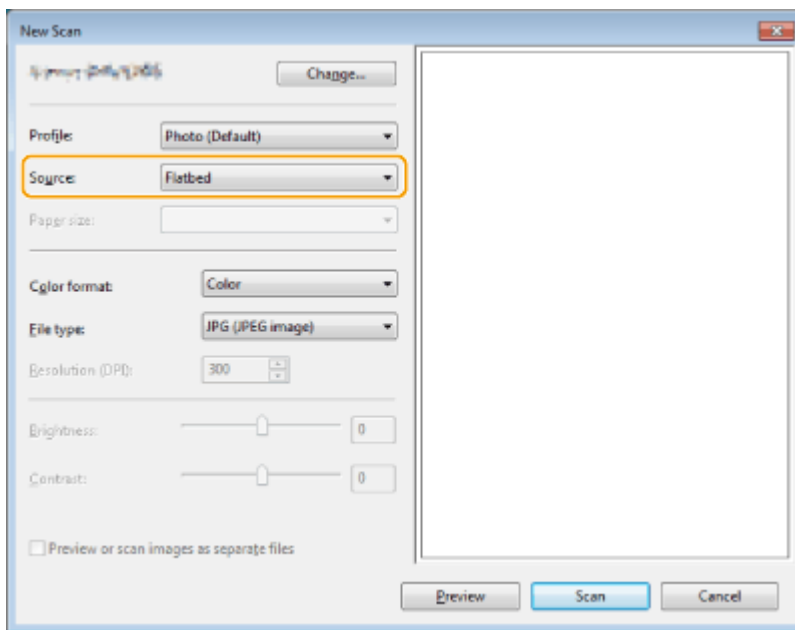 New Scan
Change...
Profile: Photo (Default)
Source: Flatbed
Paper size:
Color format: Color
File type: JPG (JPEG image)
Resolution (DPI): 300
Brightness: 0
Contrast: 0
Preview or scan images as separate files
Preview Scan Cancel